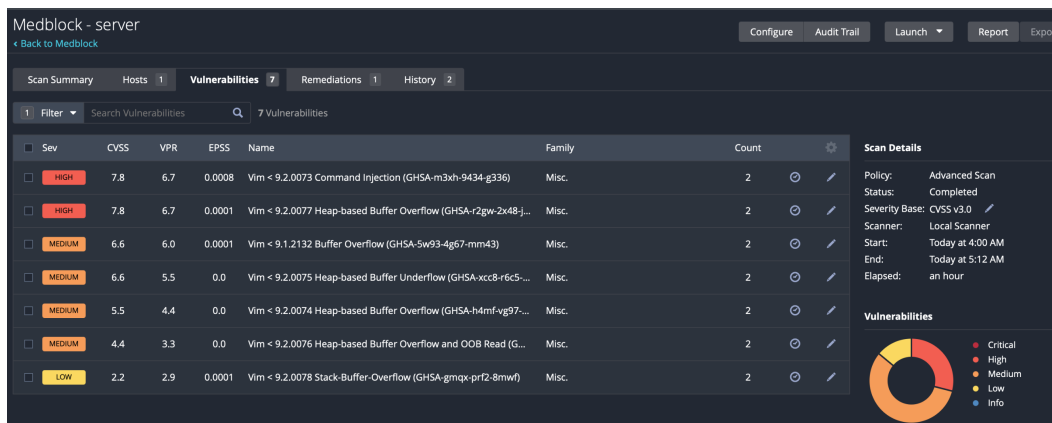 Medblock - server
‹ Back to Medblock
Configure Audit Trail Launch Report Expo
Scan Summary Hosts 1 Vulnerabilities 7 Remediations 1 History 2
1 Filter Search Vulnerabilities 7 Vulnerabilities
Sev CVSS VPR EPSS Name Family Count
HIGH 7.8 6.7 0.0008 Vim < 9.2.0073 Command Injection (GHSA-m3xh-9434-g336) Misc. 2
HIGH 7.8 6.7 0.0001 Vim < 9.2.0077 Heap-based Buffer Overflow (GHSA-r2gw-2x48-j... Misc. 2
MEDIUM 6.6 6.0 0.0001 Vim < 9.1.2132 Buffer Overflow (GHSA-5w93-4g67-mm43) Misc. 2
MEDIUM 6.6 5.5 0.0 Vim < 9.2.0075 Heap-based Buffer Underflow (GHSA-xcc8-r6c5-... Misc. 2
MEDIUM 5.5 4.4 0.0 Vim < 9.2.0074 Heap-based Buffer Overflow (GHSA-h4mf-vg97-... Misc. 2
MEDIUM 4.4 3.3 0.0 Vim < 9.2.0076 Heap-based Buffer Overflow and OOB Read (G... Misc. 2
LOW 2.2 2.9 0.0001 Vim < 9.2.0078 Stack-Buffer-Overflow (GHSA-gmqx-prf2-8mwf) Misc. 2
Scan Details
Policy: Advanced Scan
Status: Completed
Severity Base: CVSS v3.0
Scanner: Local Scanner
Start: Today at 4:00 AM
End: Today at 5:12 AM
Elapsed: an hour
Vulnerabilities
Critical
High
Medium
Low
Info